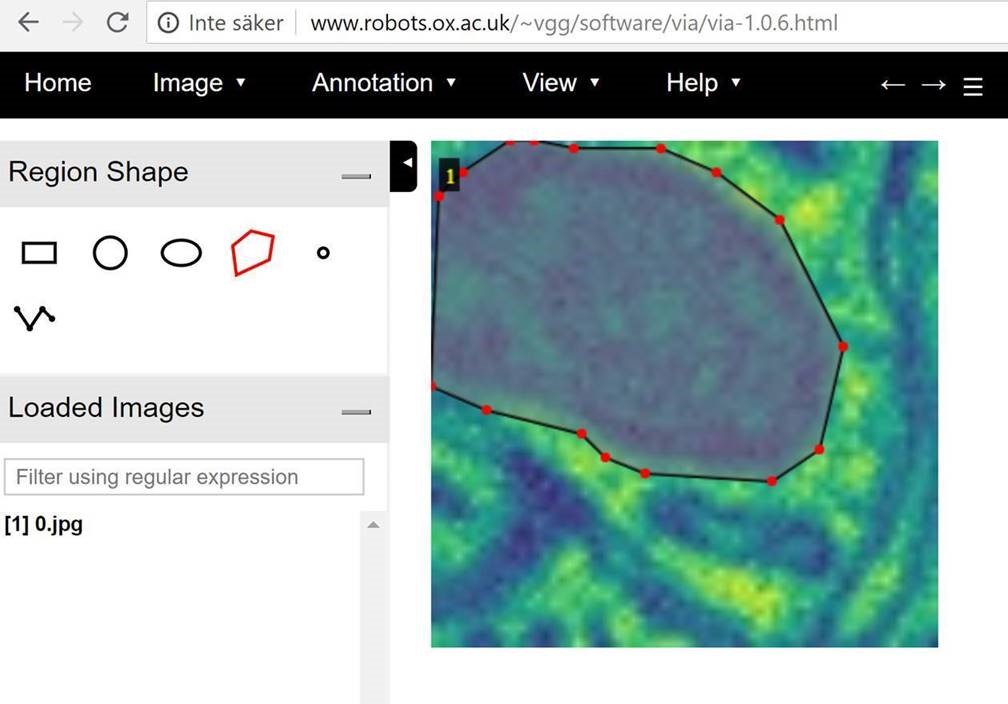 Inte säker www.robots.ox.ac.uk/~vgg/software/via/via-1.0.6.html
Home Image ▼ Annotation ▼ View ▼ Help ▼ ← → ☰
Region Shape
1
Loaded Images
Filter using regular expression
[1] 0.jpg